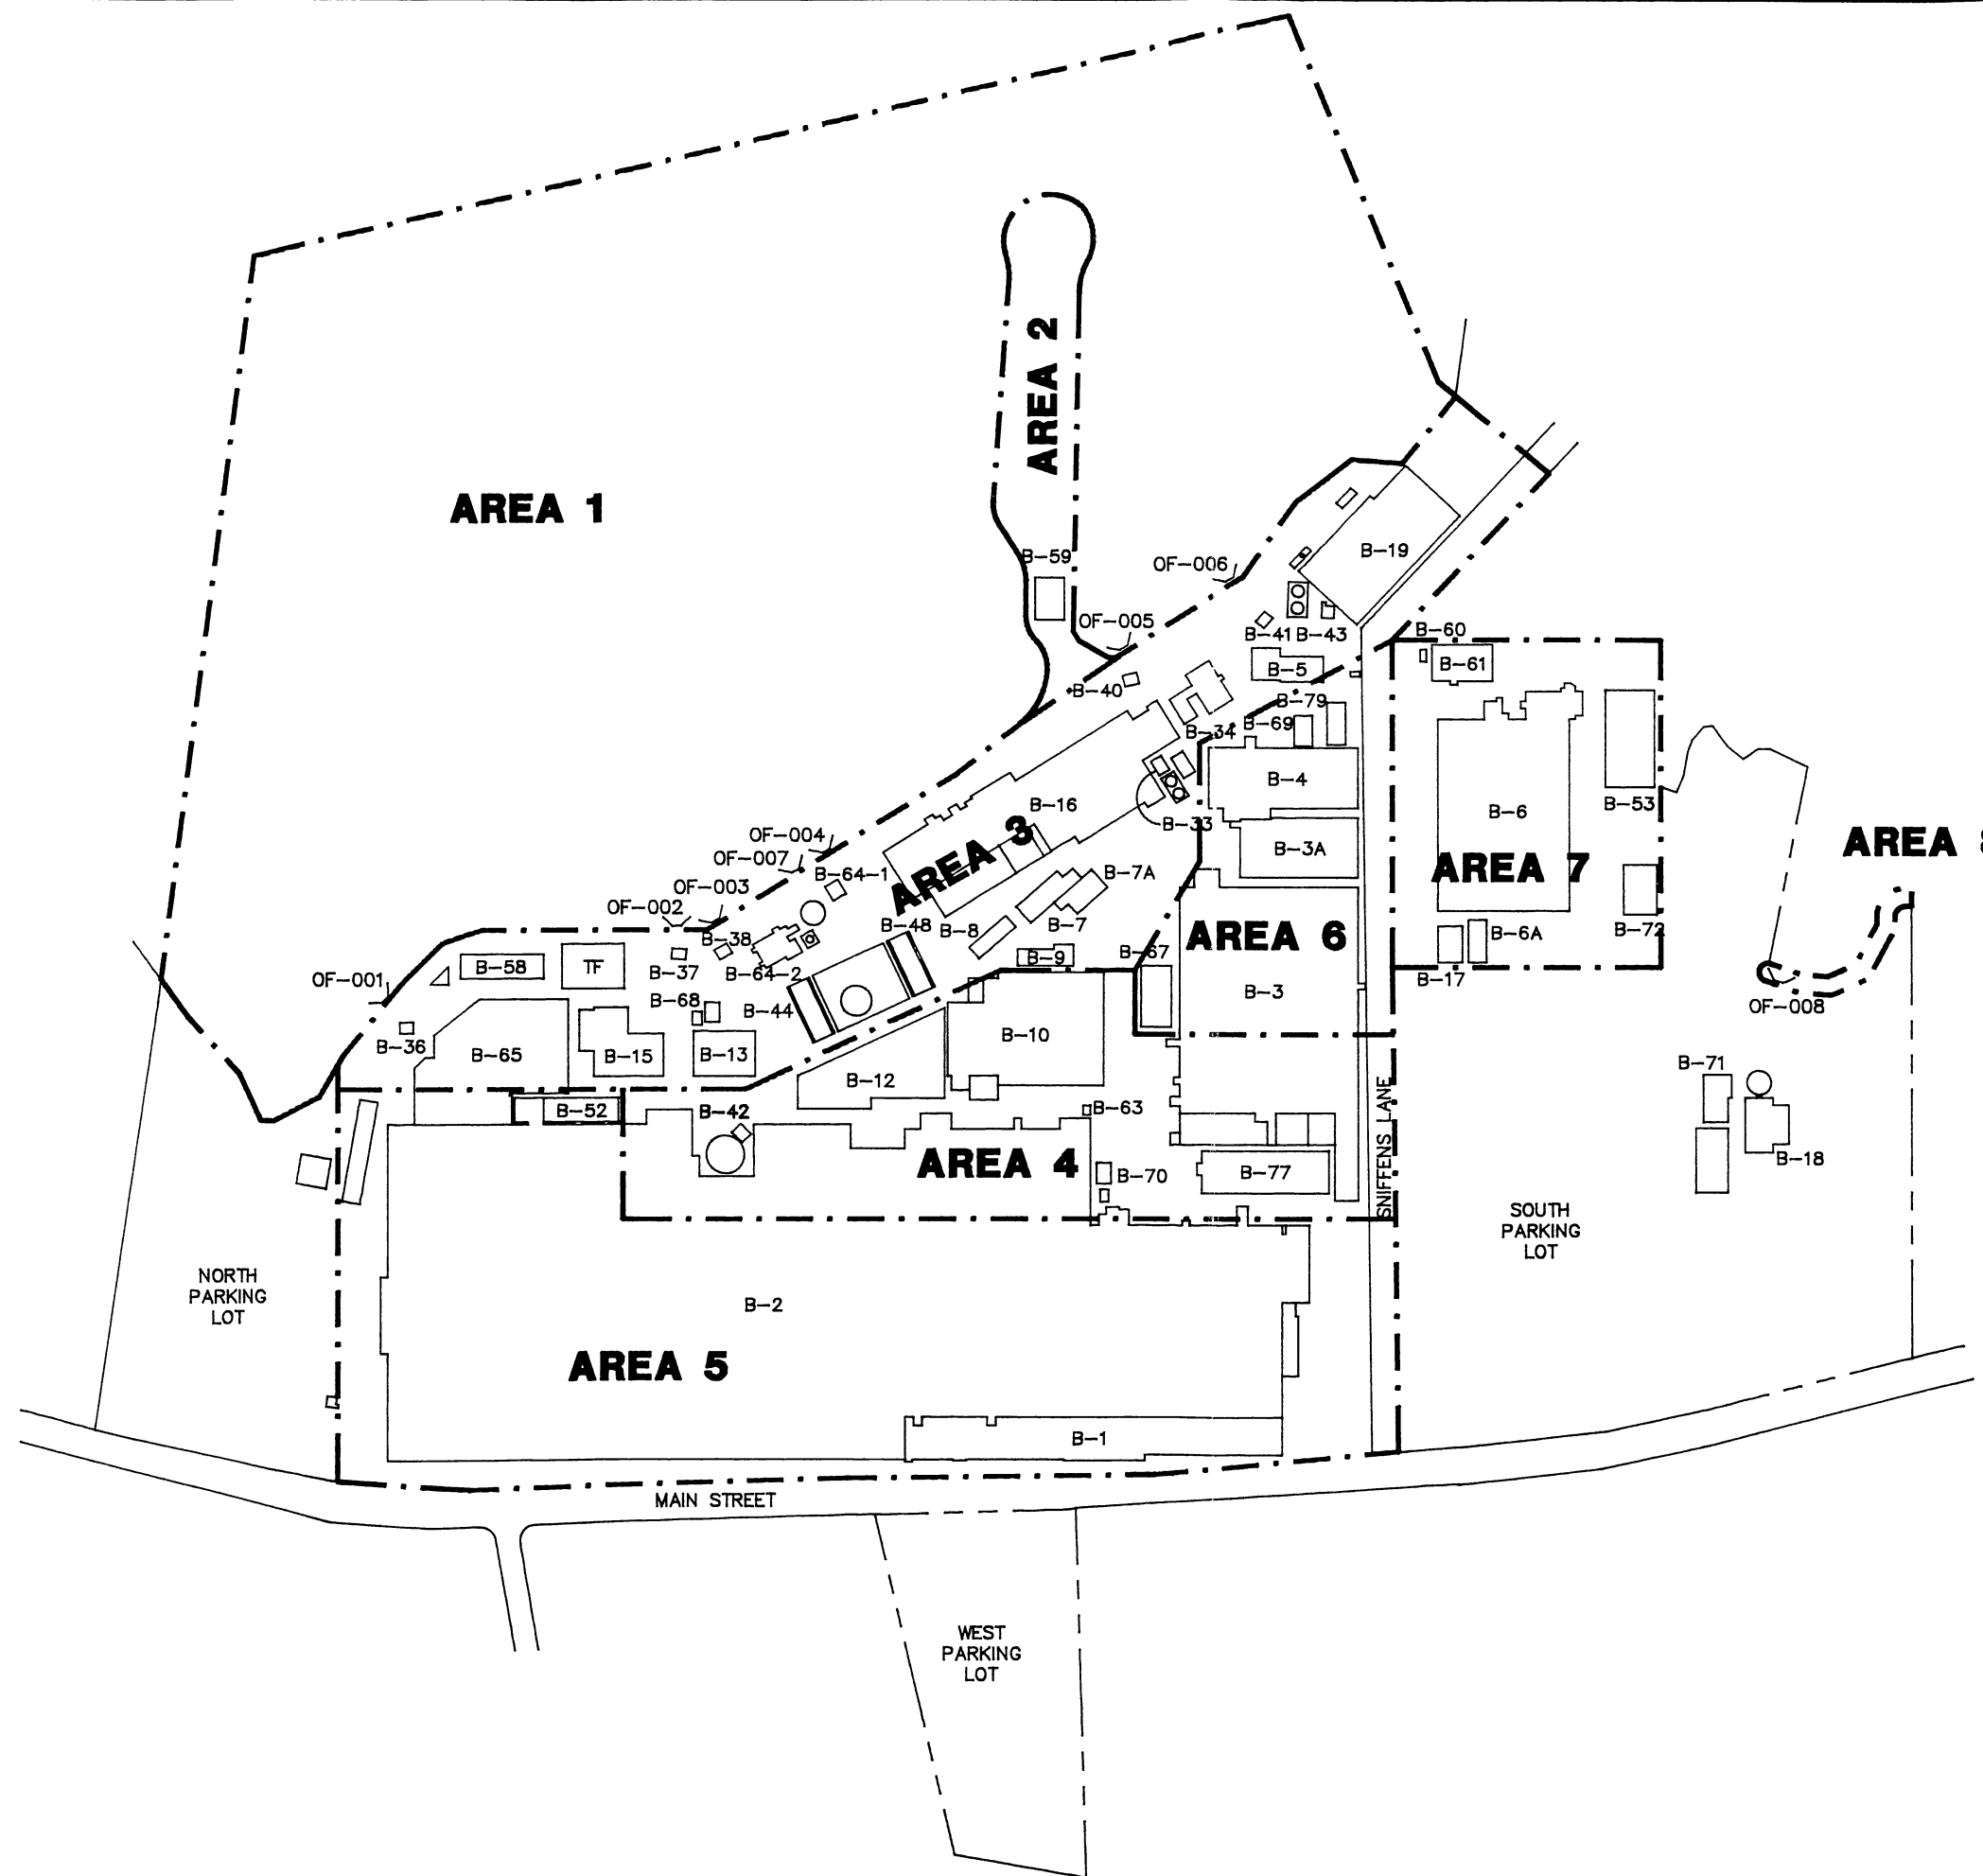 AREA 2
AREA 1
B-19
B-59
OF-006
OF-005
B-41
B-43
B-60
B-61
B-5
B-40
B-79
B-69
B-34
B-4
B-16
B-6
B-53
OF-004
B-33
AREA 3
B-3A
AREA 8
OF-007
AREA 7
B-64-1
B-7A
OF-003
OF-002
B-48
B-8
B-7
AREA 6
B-6A
B-72
B-38
B-58
TF
B-37
B-64-2
B-9
B-67
B-17
OF-001
B-3
B-68
B-44
OF-008
B-36
B-65
B-15
B-13
B-10
B-71
B-12
B-52
B-42
B-63
SNIFFENS LANE
AREA 4
B-70
B-77
B-18
SOUTH
PARKING
LOT
NORTH
PARKING
LOT
B-2
AREA 5
B-1
MAIN STREET
WEST
PARKING
LOT